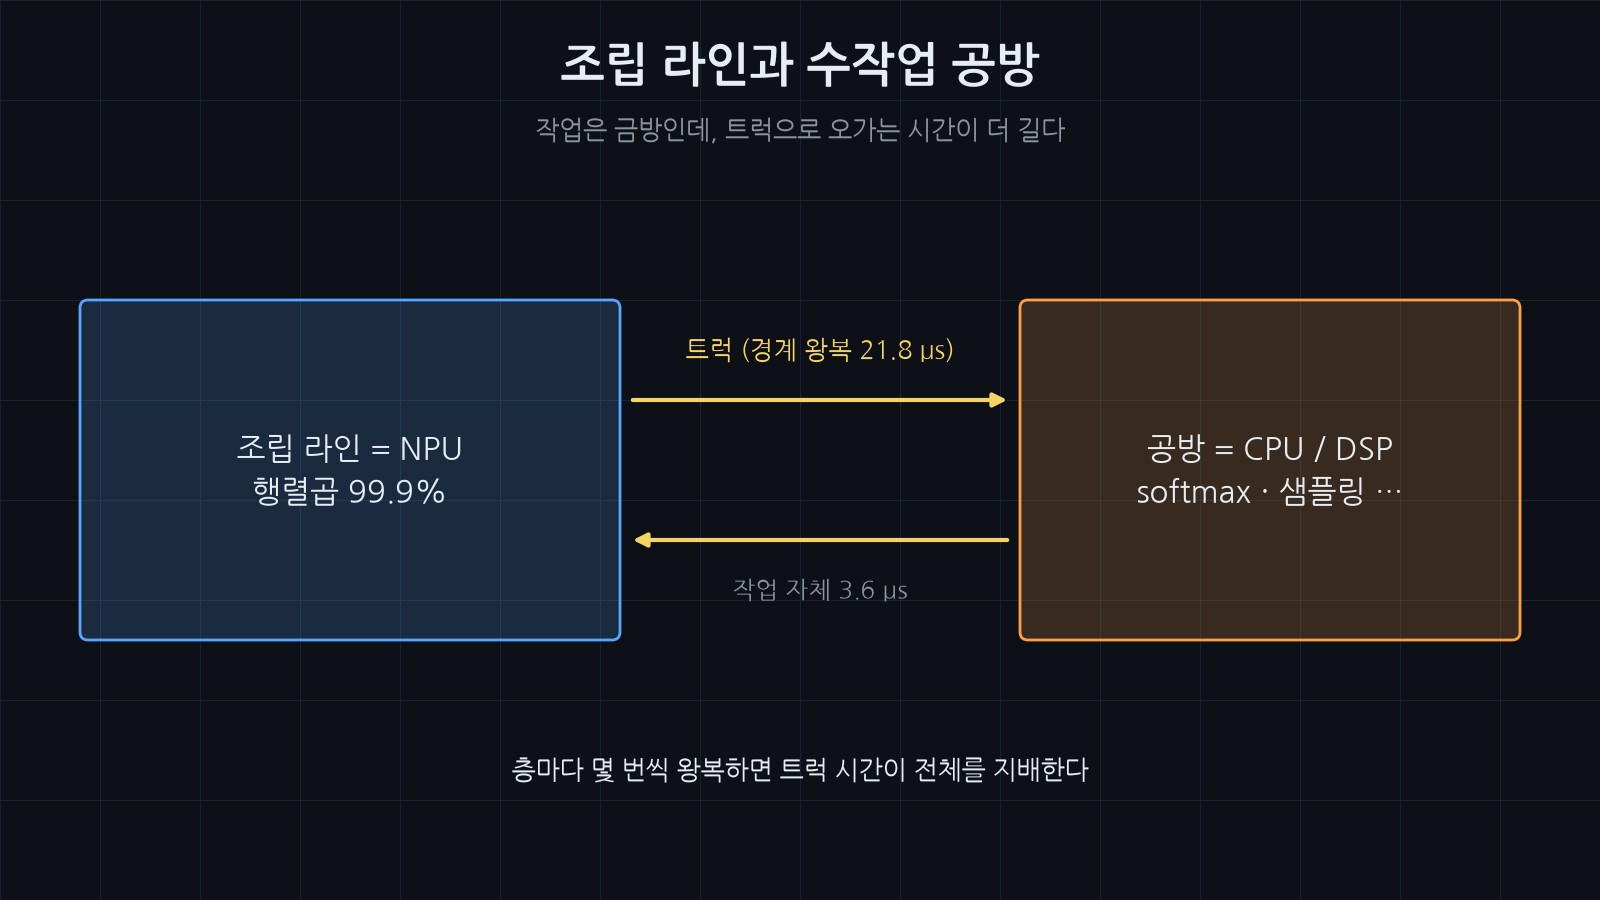 조립 라인과 수작업 공방
작업은 금방인데, 트럭으로 오가는 시간이 더 길다
트럭 (경계 왕복 21.8 µs)
조립 라인 = NPU
행렬곱 99.9%
공방 = CPU / DSP
softmax · 샘플링 ⋯
작업 자체 3.6 µs
층마다 몇 번씩 왕복하면 트럭 시간이 전체를 지배한다